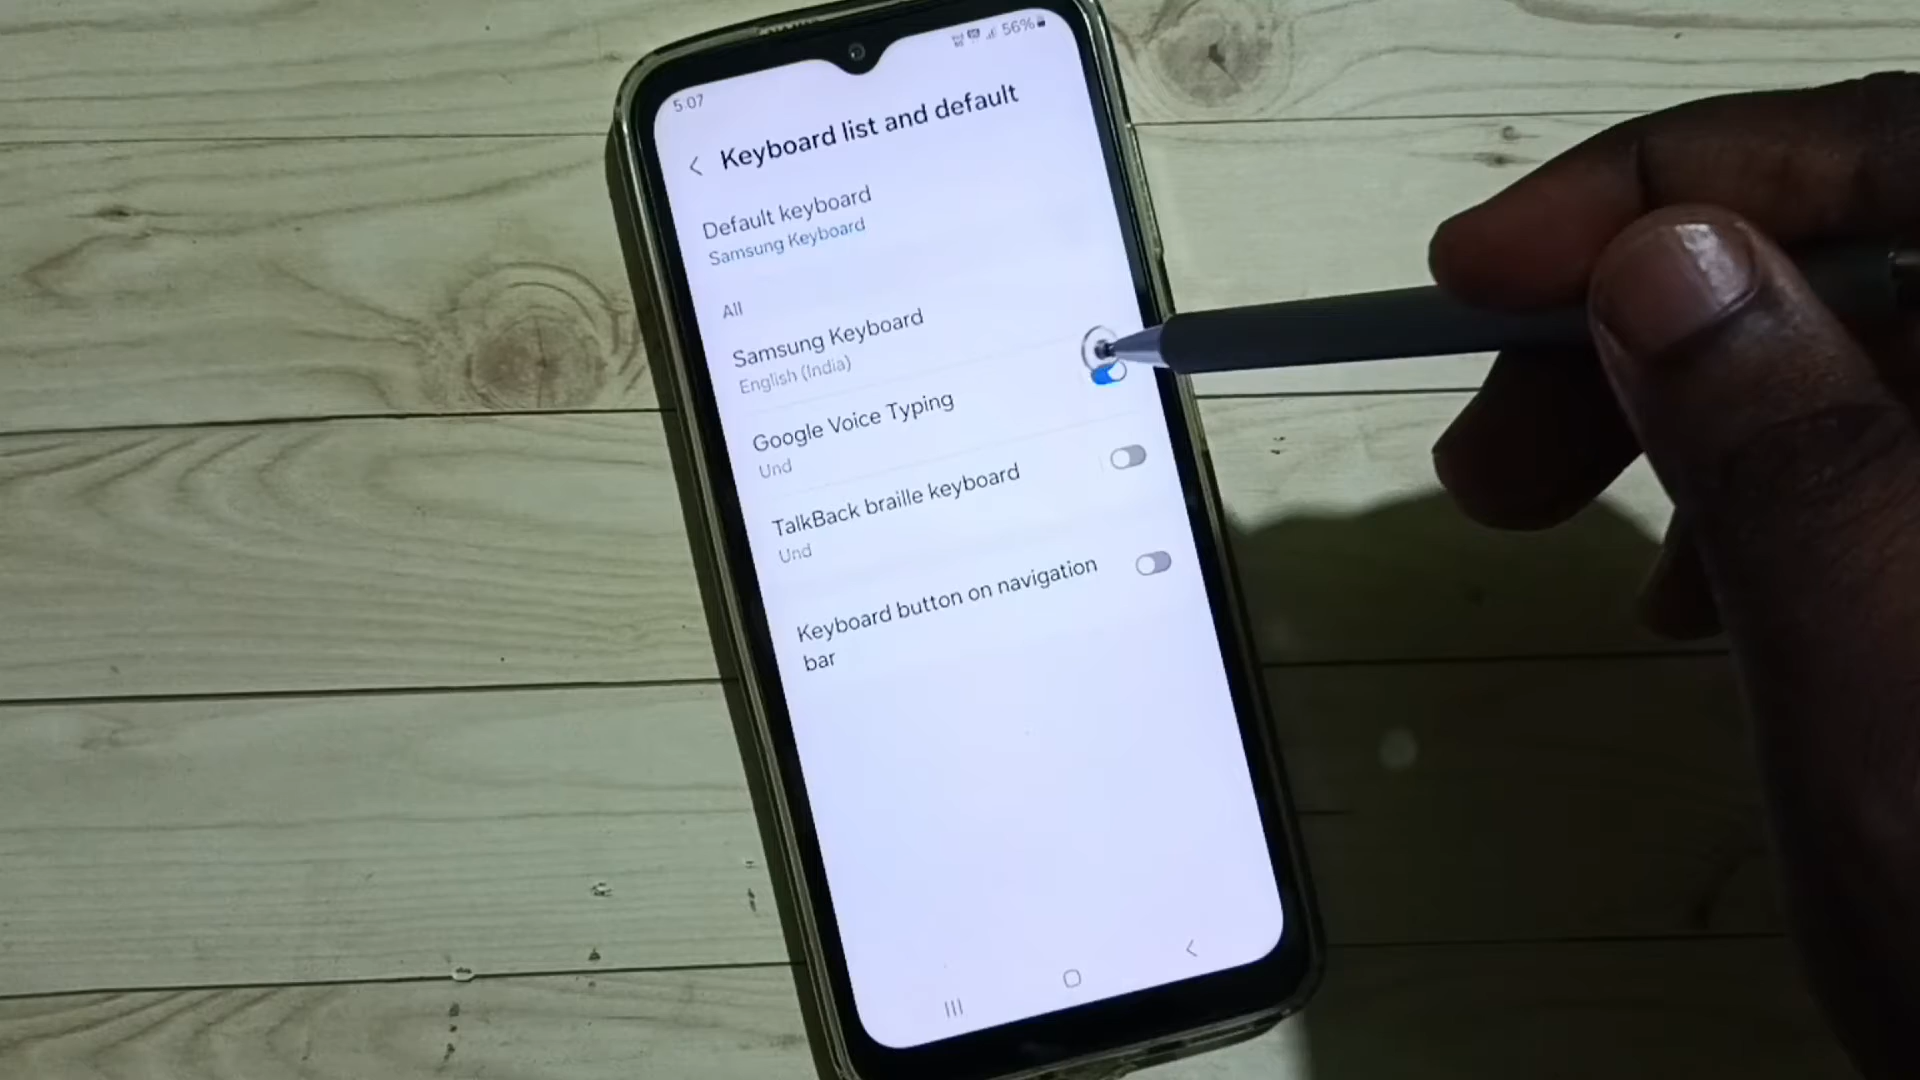 5:07
56%
Keyboard list and default
Default keyboard
Samsung Keyboard
All
Samsung Keyboard
English (India)
Google Voice Typing
Und
TalkBack braille keyboard
Und
Keyboard button on navigation
bar